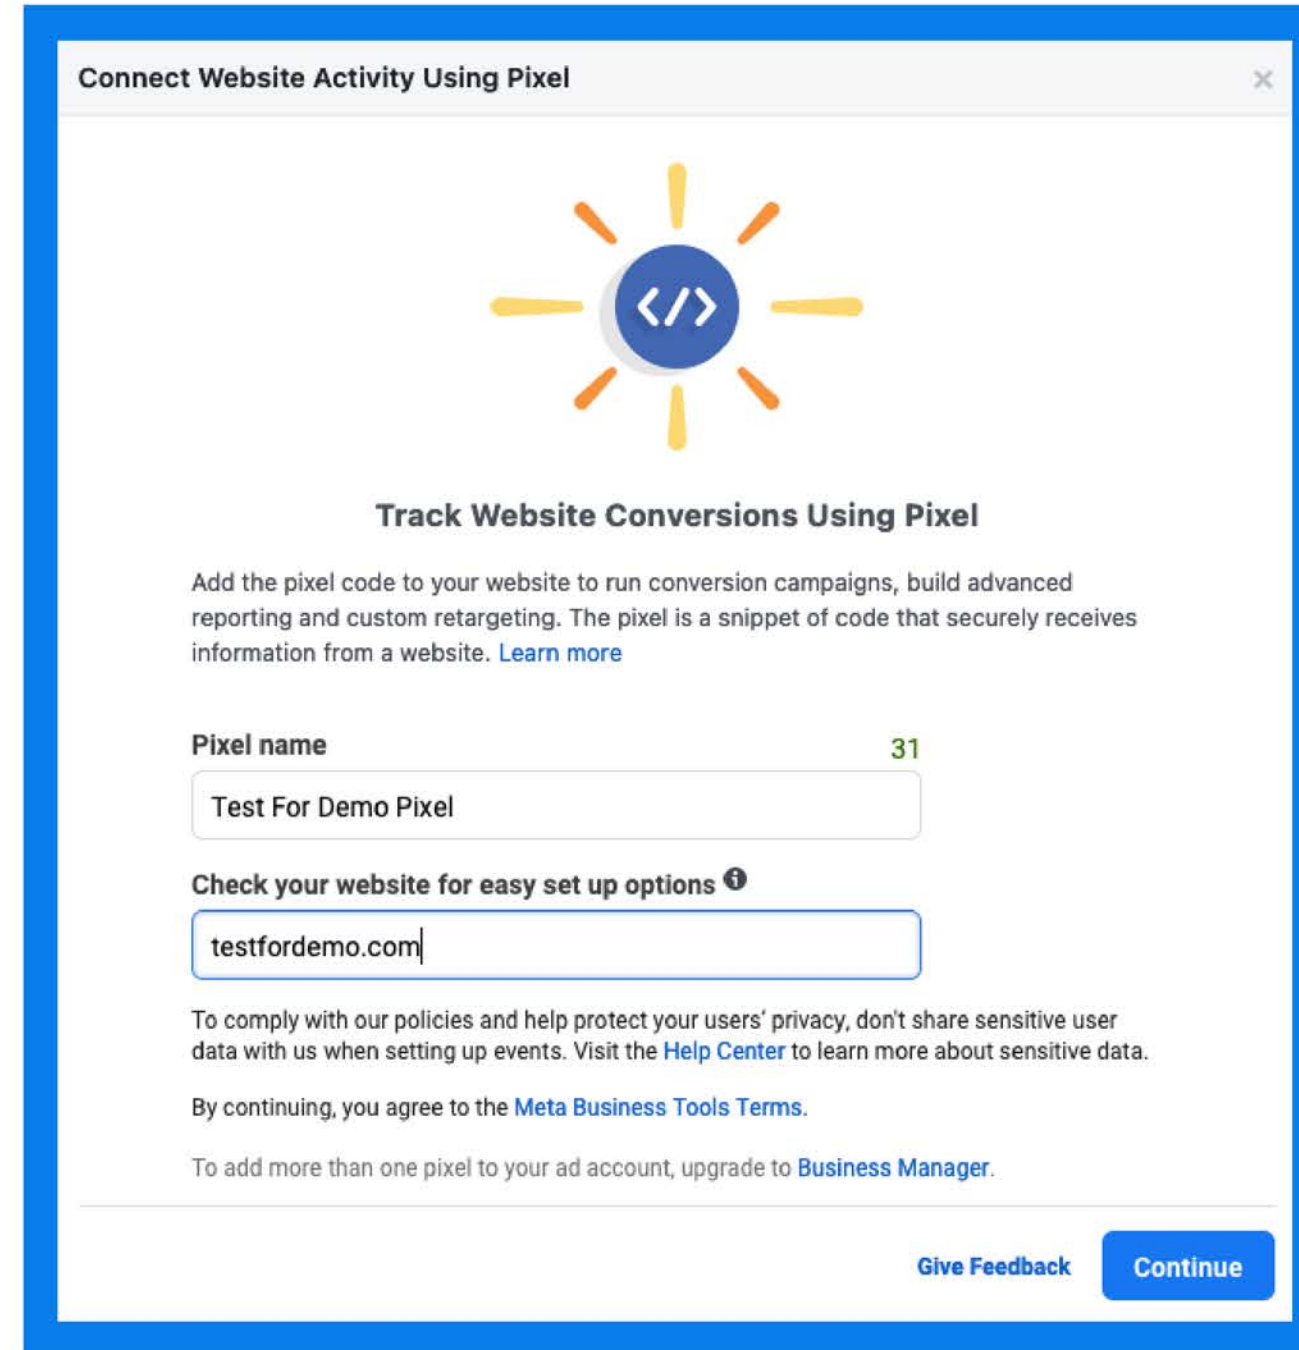 Connect Website Activity Using Pixel
×
</>
Track Website Conversions Using Pixel
Add the pixel code to your website to run conversion campaigns, build advanced
reporting and custom retargeting. The pixel is a snippet of code that securely receives
information from a website. Learn more
Pixel name 31
Test For Demo Pixel
Check your website for easy set up options
testfordemo.com
To comply with our policies and help protect your users’ privacy, don't share sensitive user
data with us when setting up events. Visit the Help Center to learn more about sensitive data.
By continuing, you agree to the Meta Business Tools Terms.
To add more than one pixel to your ad account, upgrade to Business Manager.
Give Feedback Continue